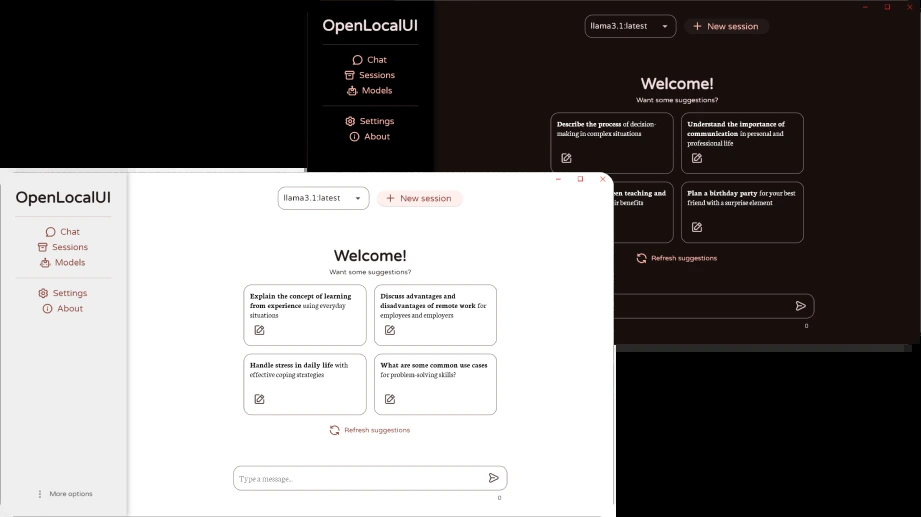 OpenLocalUI
Chat
Sessions
Models
Settings
About
llama3.1:latest
New session
Welcome!
Want some suggestions?
Describe the process of decision-
making in complex situations
Understand the importance of
communication in personal and
professional life
teaching and
benefits
Plan a birthday party for your best
friend with a surprise element
Refresh suggestions
0
OpenLocalUI
Chat
Sessions
Models
Settings
About
More options
llama3.1:latest
New session
Welcome!
Want some suggestions?
Explain the concept of learning
from experience using everyday
situations
Discuss advantages and
disadvantages of remote work for
employees and employers
Handle stress in daily life with
effective coping strategies
What are some common use cases
for problem-solving skills?
Refresh suggestions
Type a message...
0